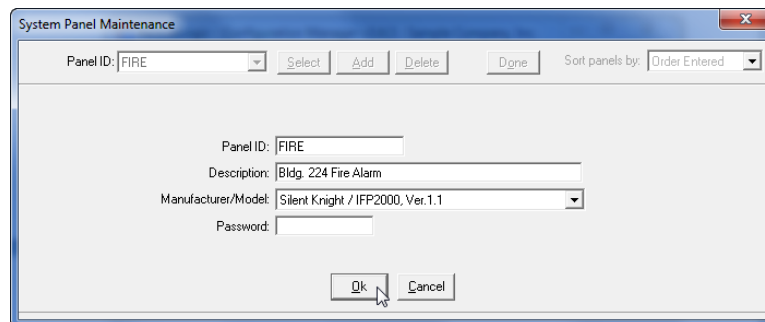 System Panel Maintenance
Panel ID: FIRE Select Add Delete Done Sort panels by: Order Entered
Panel ID: FIRE
Description: Bldg. 224 Fire Alarm
Manufacturer/Model: Silent Knight / IFP2000, Ver.1.1
Password:
Ok Cancel